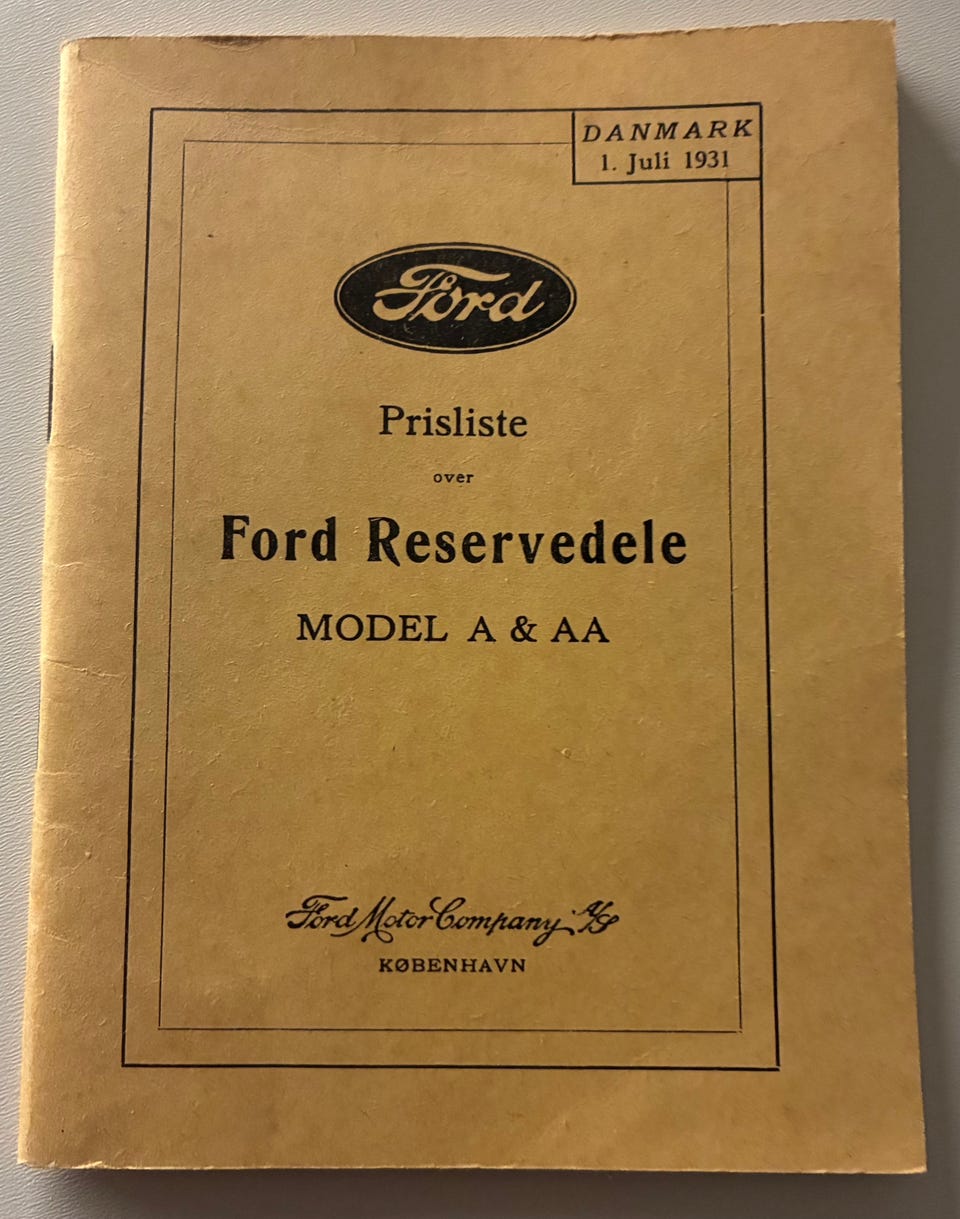 DANMARK
1. Juli 1931
Ford
Prisliste
over
Ford Reservedele
MODEL A & AA
Ford Motor Company A/S
KØBENHAVN